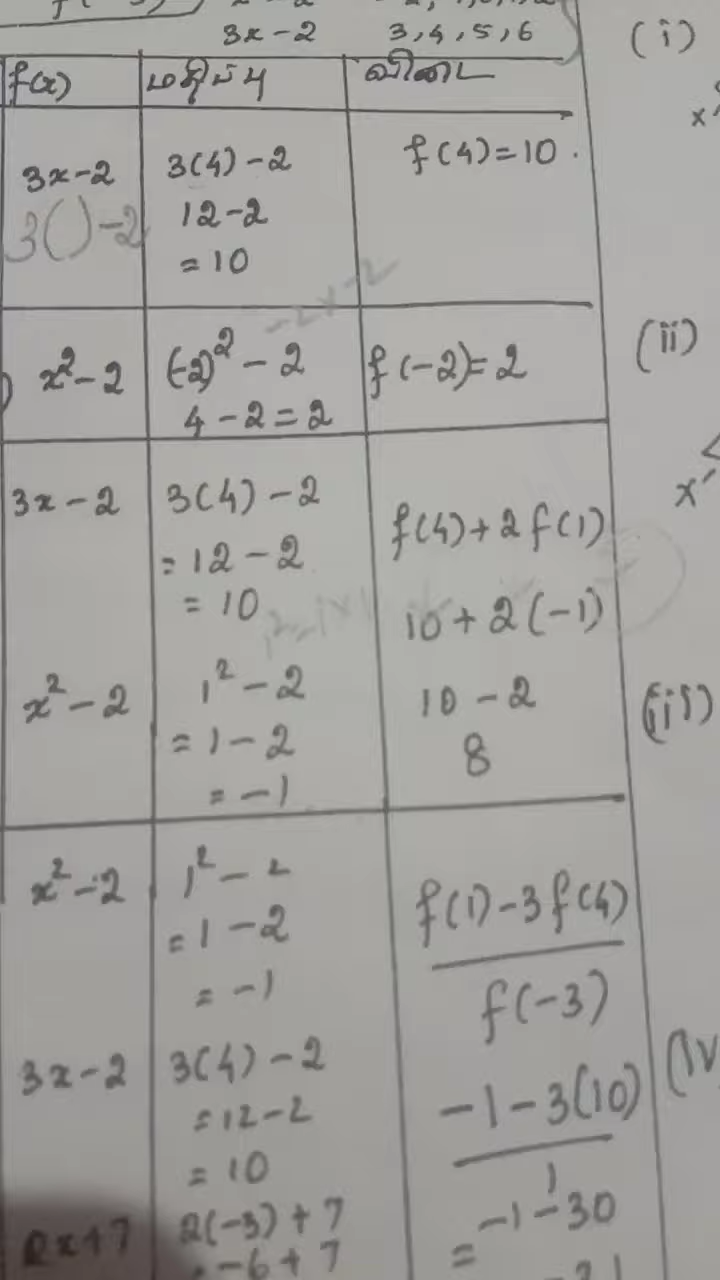 3x-2 3,4,5,6
(i)
f(x) மதிப்பு விடை
3x-2 3(4)-2 f(4)=10.
3( )-2 12-2
=10
-2x-2
(ii)
x²-2 (-2)²-2 f(-2)=2
4-2=2
3x-2 3(4)-2 f(4)+2f(1)
=12-2
=10 10+2(-1)
x²-2 1²-2 10-2
(iii)
=1-2 8
=-1
x²-2 1²-2 f(1)-3f(4)
=1-2
=-1 f(-3)
3x-2 3(4)-2 -1-3(10)
(iv
=12-2
=10 1
2x+7 2(-3)+7 =-1-30
-6+7